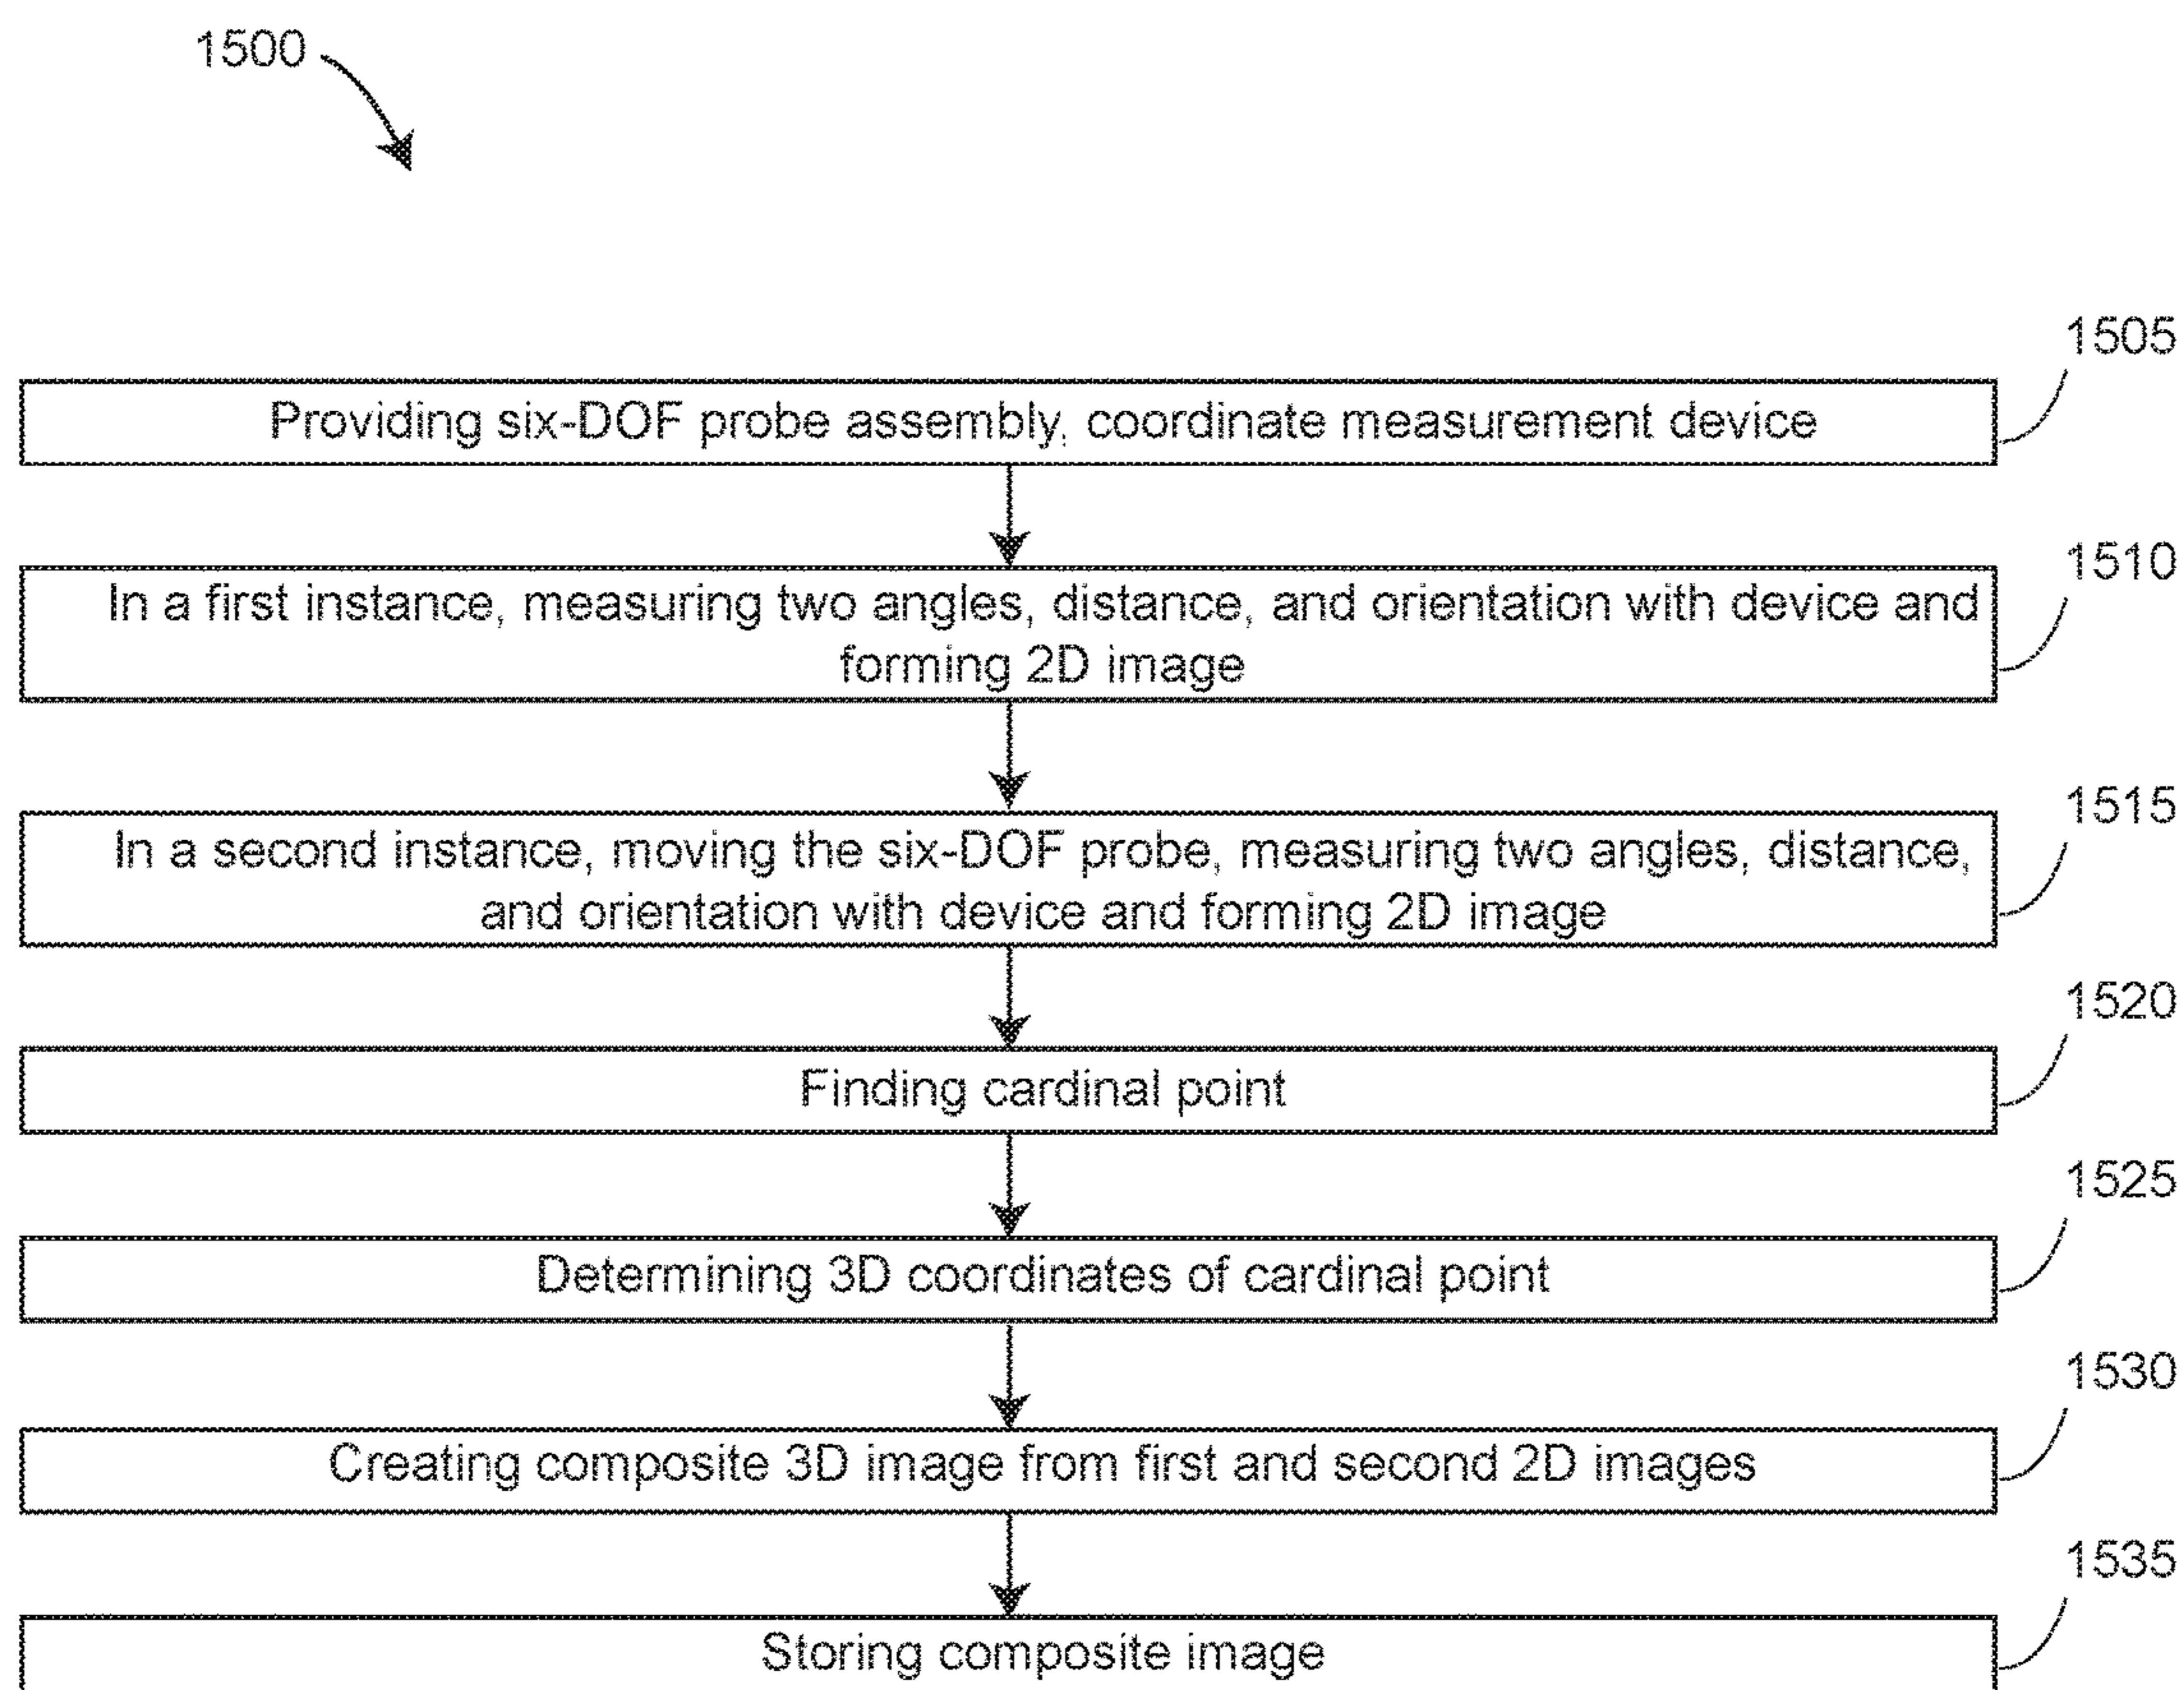 1500
1505
Providing six-DOF probe assembly, coordinate measurement device
1510
In a first instance, measuring two angles, distance, and orientation with device and
forming 2D image
1515
In a second instance, moving the six-DOF probe, measuring two angles, distance,
and orientation with device and forming 2D image
1520
Finding cardinal point
1525
Determining 3D coordinates of cardinal point
1530
Creating composite 3D image from first and second 2D images
1535
Storing composite image